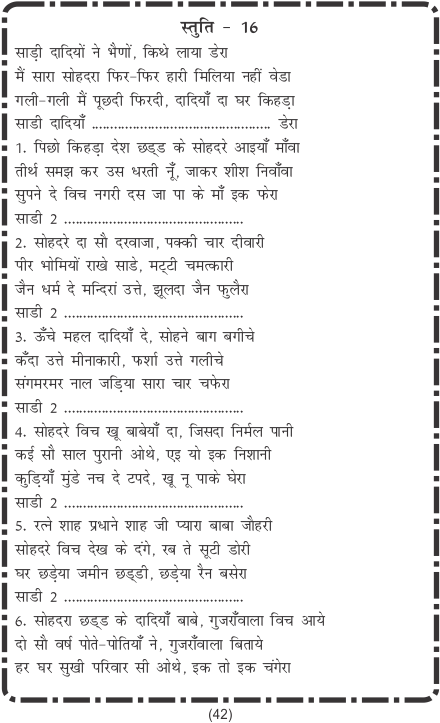 स्तुति - 16
साड़ी दादियों ने भैणों, किथे लाया डेरा
मैं सारा सोहदरा फिर-फिर हारी मिलिया नहीं वेडा
गली-गली मैं पूछदी फिरदी, दादियाँ दा घर किहड़ा
साडी दादियाँ ................................................ डेरा
1. पिछो किहड़ा देश छड्ड के सोहदरे आइयाँ माँवा
तीर्थ समझ कर उस धरती नूँ, जाकर शीश निवाँवा
सुपने दे विच नगरी दस जा पा के माँ इक फेरा
साडी 2 ................................................
2. सोहदरे दा सौ दरवाजा, पक्की चार दीवारी
पीर भोमियों राखे साडे, मट्टी चमत्कारी
जैन धर्म दे मन्दिरां उत्ते, झूलदा जैन फुलैरा
साडी 2 ................................................
3. ऊँचे महल दादियाँ दे, सोहने बाग बगीचे
कँदा उत्ते मीनाकारी, फर्शा उत्ते गलीचे
संगमरमर नाल जड़िया सारा चार चफेरा
साडी 2 ................................................
4. सोहदरे विच खू बाबेयाँ दा, जिसदा निर्मल पानी
कई सौ साल पुरानी ओथे, एइ यो इक निशानी
कुड़ियाँ मुंडे नच दे टपदे, खू नू पाके घेरा
साडी 2 ................................................
5. रत्ने शाह प्रधाने शाह जी प्यारा बाबा जौहरी
सोहदरे विच देख के दंगे, रब ते सूटी डोरी
घर छड़ेया जमीन छड्डी, छड़ेया रैन बसेरा
साडी 2 ................................................
6. सोहदरा छड्ड के दादियाँ बाबे, गुजराँवाला विच आये
दो सौ वर्ष पोते-पोतियाँ ने, गुजराँवाला बिताये
हर घर सुखी परिवार सी ओथे, इक तो इक चंगेरा
(42)